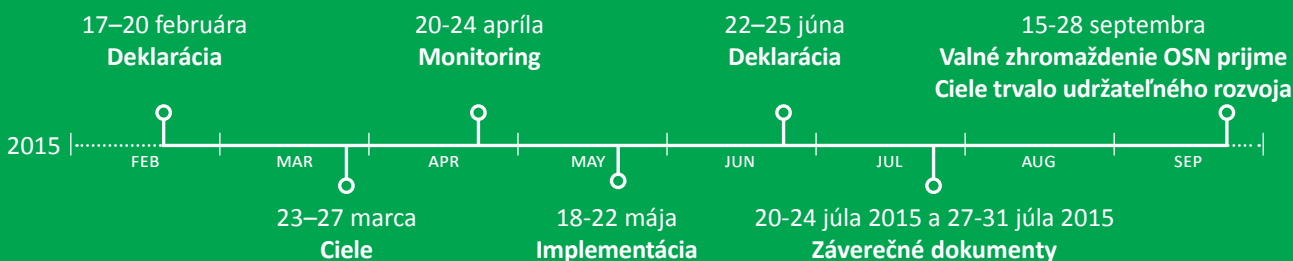 17–20 februára
Deklarácia
20-24 apríla
Monitoring
22–25 júna
Deklarácia
15-28 septembra
Valné zhromaždenie OSN prijme
Ciele trvalo udržateľného rozvoja
2015
FEB
MAR
APR
MAY
JUN
JUL
AUG
SEP
23–27 marca
Ciele
18-22 mája
Implementácia
20-24 júla 2015 a 27-31 júla 2015
Záverečné dokumenty